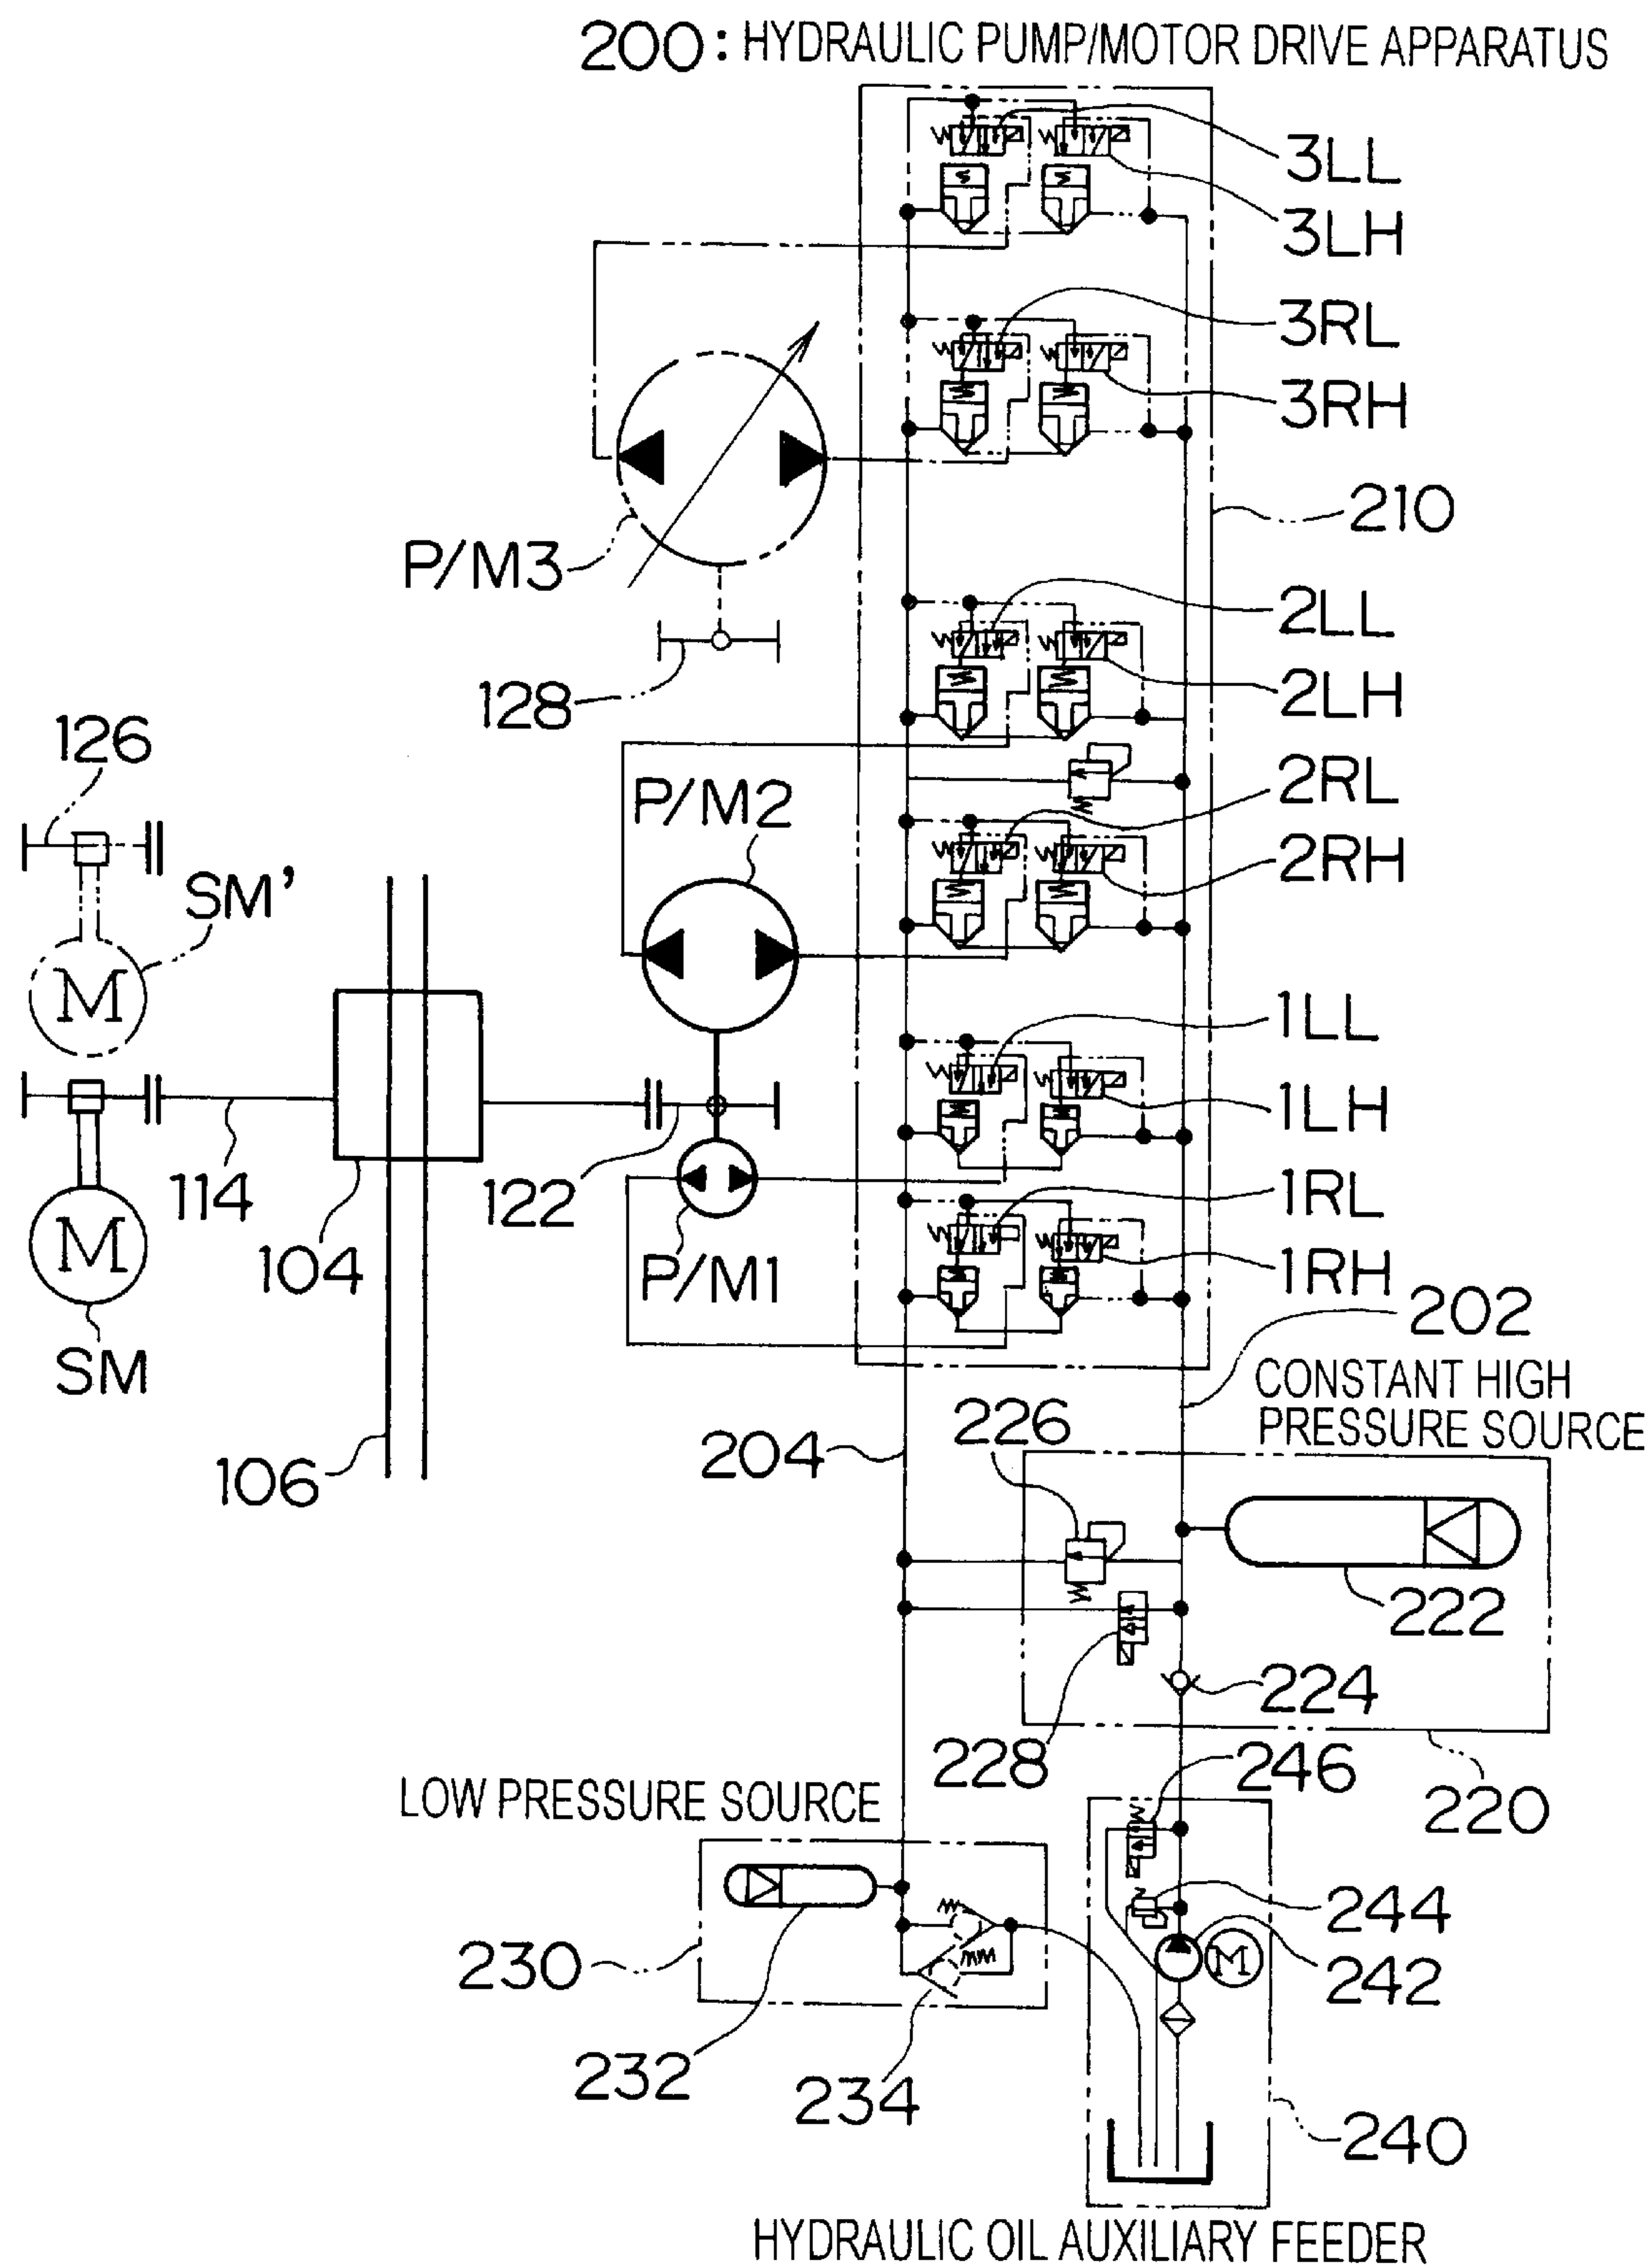 200: HYDRAULIC PUMP/MOTOR DRIVE APPARATUS
3LL
3LH
3RL
3RH
210
P/M3
2LL
2LH
128
126
P/M2
2RL
2RH
SM'
M
1LL
1LH
114
122
1RL
104
P/M1
1RH
M
202
SM
CONSTANT HIGH
PRESSURE SOURCE
226
204
106
222
224
228
246
220
LOW PRESSURE SOURCE
244
M
242
230
232
234
240
HYDRAULIC OIL AUXILIARY FEEDER